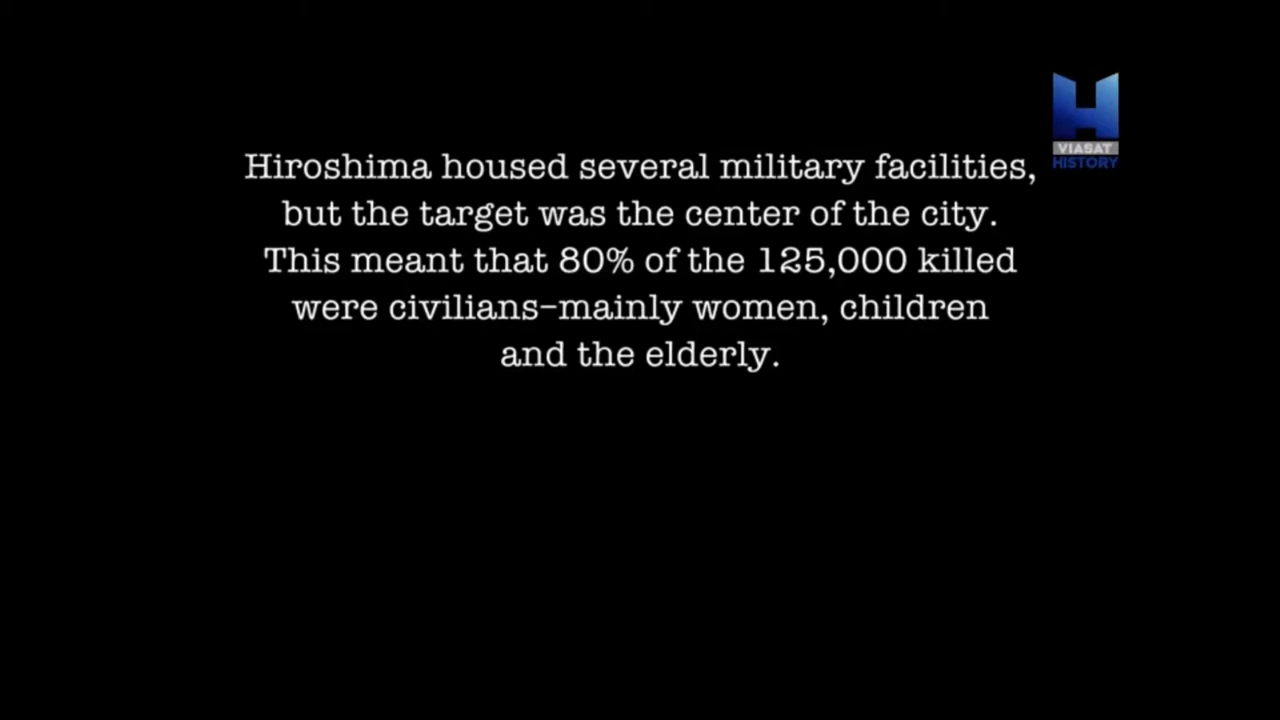 Hiroshima housed several military facilities,
but the target was the center of the city.
This meant that 80% of the 125,000 killed
were civilians–mainly women, children
and the elderly.
VIASAT
HISTORY